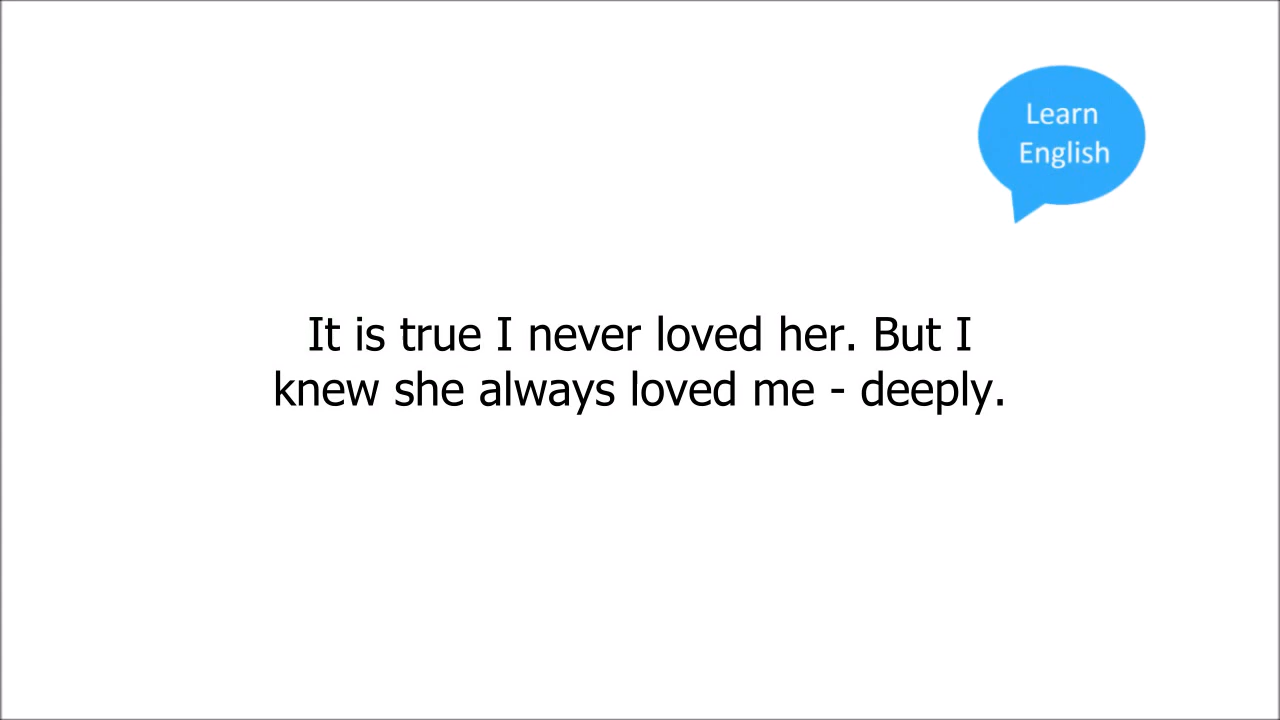 Learn
English
It is true I never loved her. But I
knew she always loved me - deeply.